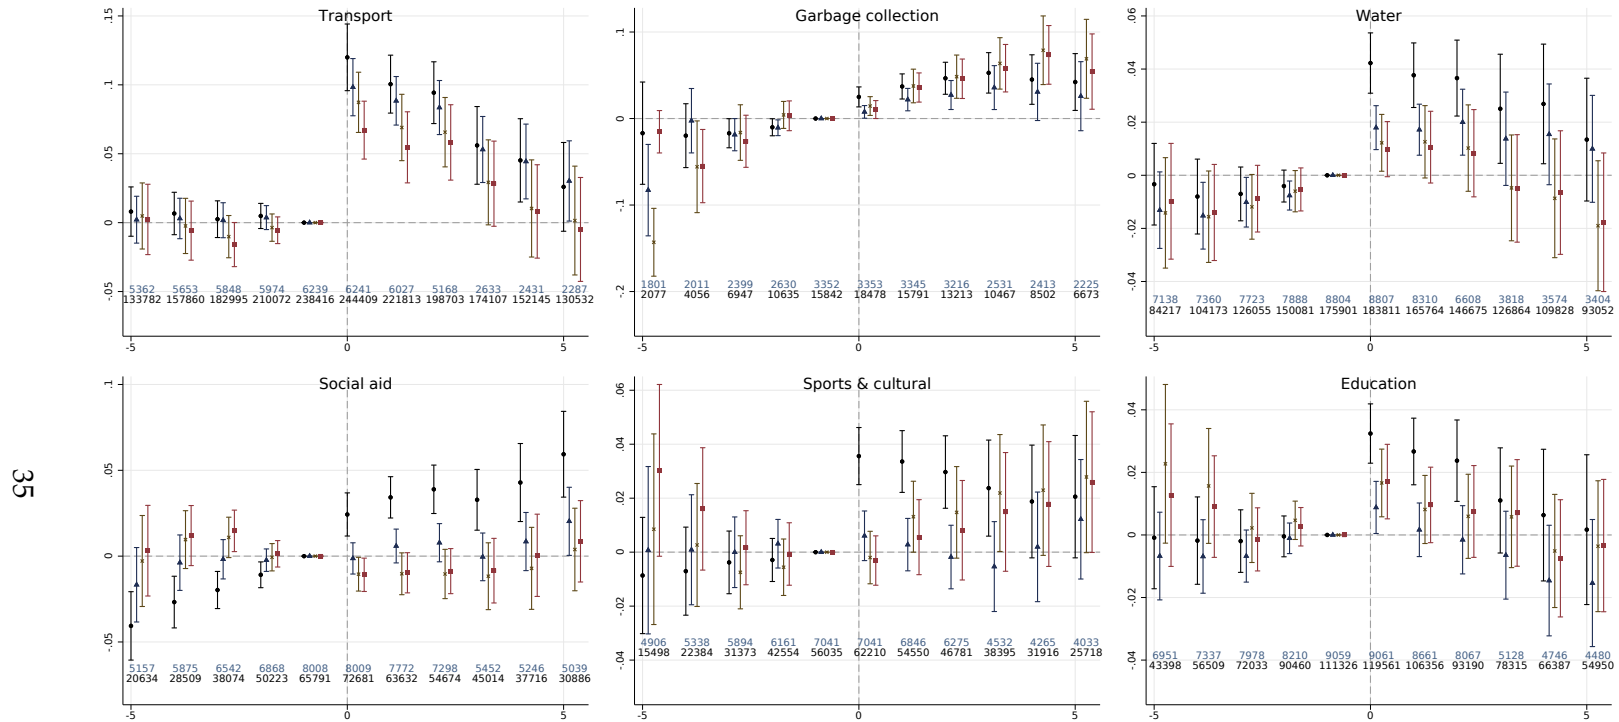 Transport
.15
.1
.05
0
-.05
5362 5653 5848 5974 6239 6241 6027 5168 2633 2431 2287
133782 157860 182995 210072 238416 244409 221813 198703 174107 152145 130532
-5 0 5
Garbage collection
.1
0
-.1
-.2
1801 2011 2399 2630 3352 3353 3345 3216 2531 2413 2225
2077 4056 6947 10635 15842 18478 15791 13213 10467 8502 6673
-5 0 5
Water
.06
.04
.02
0
-.02
-.04
7138 7360 7723 7888 8804 8807 8310 6608 3818 3574 3404
84217 104173 126055 150081 175901 183811 165764 146675 126864 109828 93052
-5 0 5
Social aid
.1
.05
0
-.05
5157 5875 6542 6868 8008 8009 7772 7298 5452 5246 5039
20634 28509 38074 50223 65791 72681 63632 54674 45014 37716 30886
-5 0 5
Sports & cultural
.06
.04
.02
0
-.02
-.04
4906 5338 5894 6161 7041 7041 6846 6275 4532 4265 4033
15498 22384 31373 42554 56035 62210 54550 46781 38395 31916 25718
-5 0 5
Education
.04
.02
0
-.02
-.04
6951 7337 7978 8210 9059 9061 8661 8067 5128 4746 4480
43398 56509 72033 90460 111326 119561 106356 93190 78315 66387 54950
-5 0 5
35